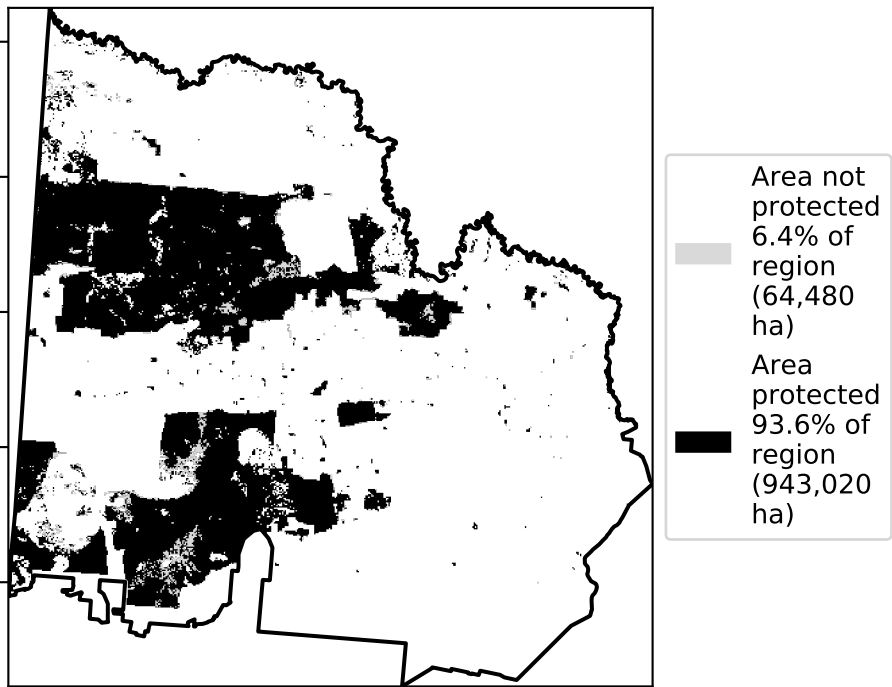 Area not
protected
6.4% of
region
(64,480
ha)
Area
protected
93.6% of
region
(943,020
ha)